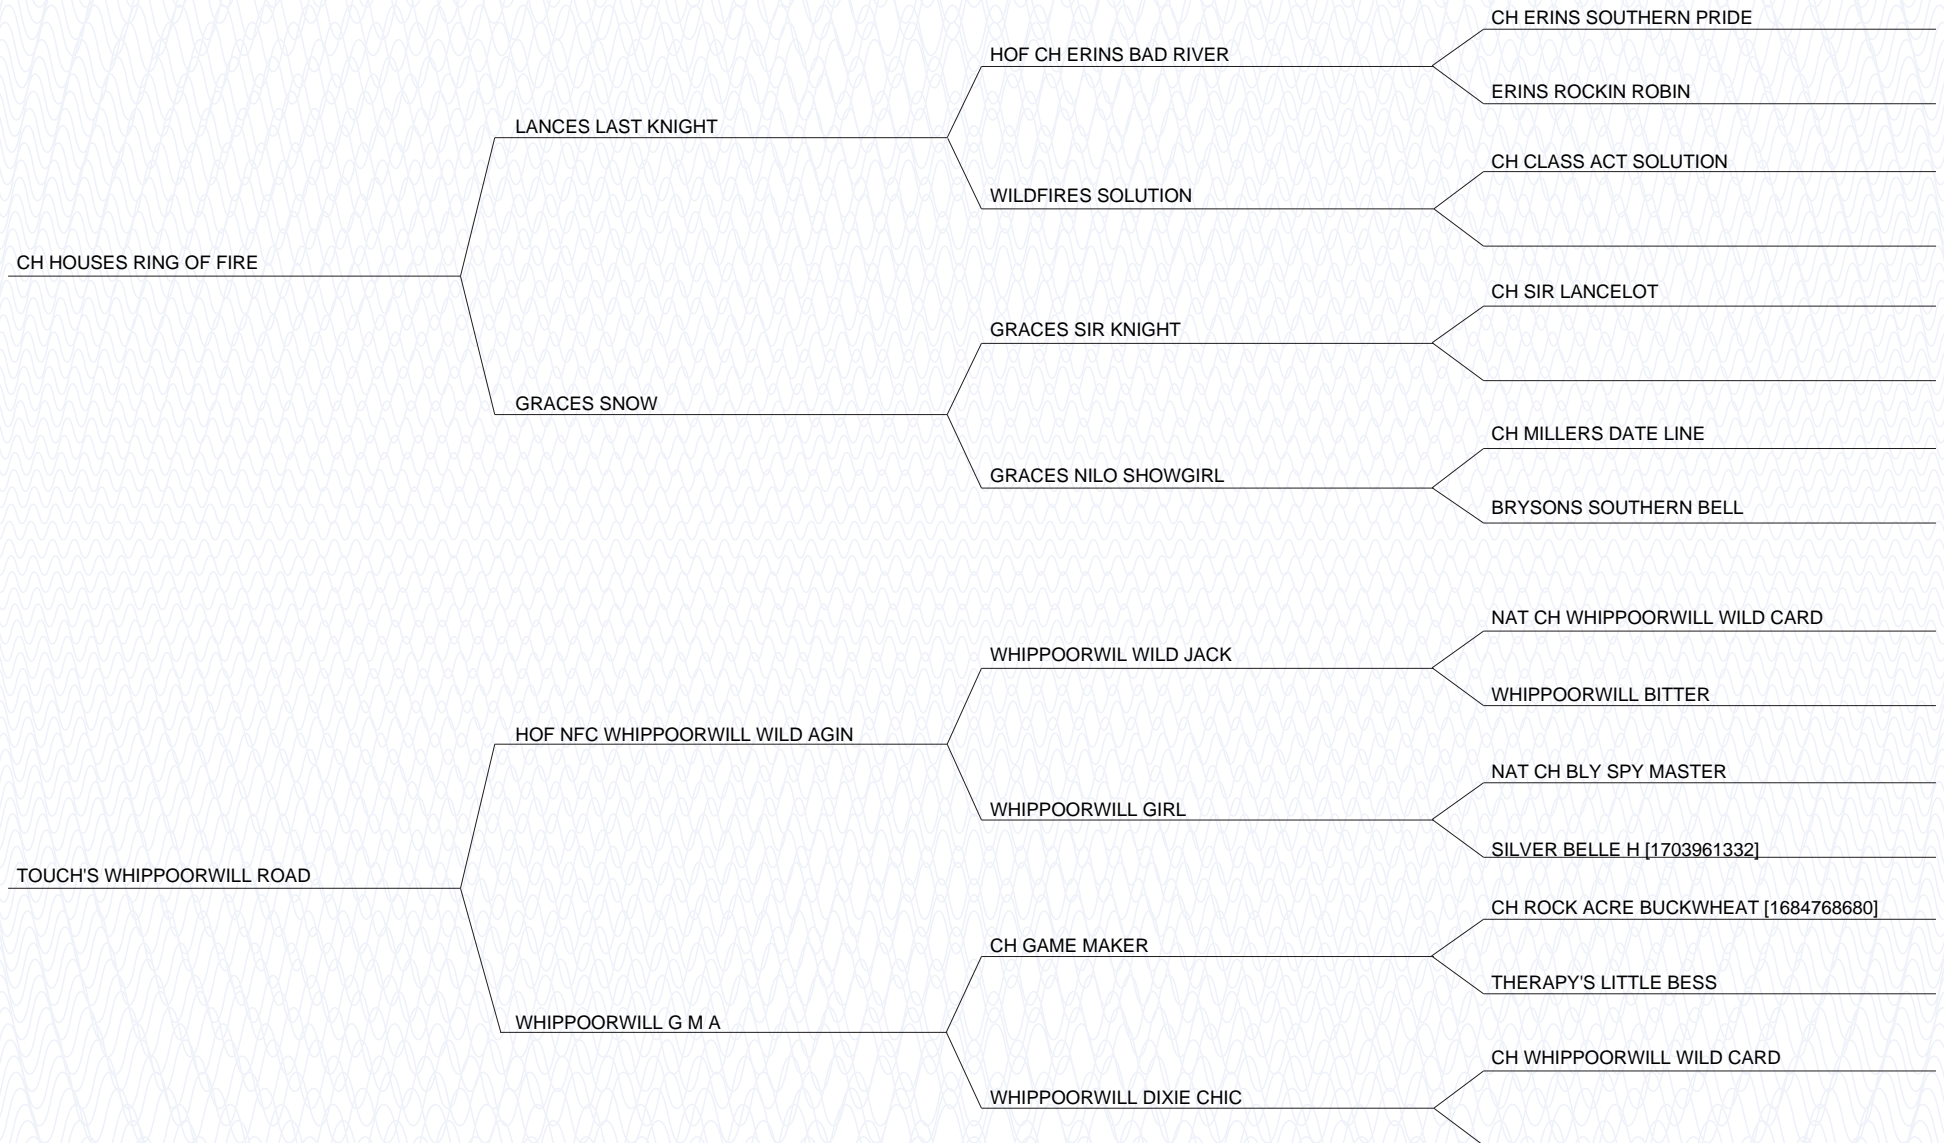 CH ERINS SOUTHERN PRIDE
HOF CH ERINS BAD RIVER
ERINS ROCKIN ROBIN
LANCES LAST KNIGHT
CH CLASS ACT SOLUTION
WILDFIRES SOLUTION
CH HOUSES RING OF FIRE
CH SIR LANCELOT
GRACES SIR KNIGHT
GRACES SNOW
CH MILLERS DATE LINE
GRACES NILO SHOWGIRL
BRYSONS SOUTHERN BELL
NAT CH WHIPPOORWILL WILD CARD
WHIPPOORWIL WILD JACK
WHIPPOORWILL BITTER
HOF NFC WHIPPOORWILL WILD AGIN
NAT CH BLY SPY MASTER
WHIPPOORWILL GIRL
SILVER BELLE H [1703961332]
TOUCH'S WHIPPOORWILL ROAD
CH ROCK ACRE BUCKWHEAT [1684768680]
CH GAME MAKER
THERAPY'S LITTLE BESS
WHIPPOORWILL G M A
CH WHIPPOORWILL WILD CARD
WHIPPOORWILL DIXIE CHIC